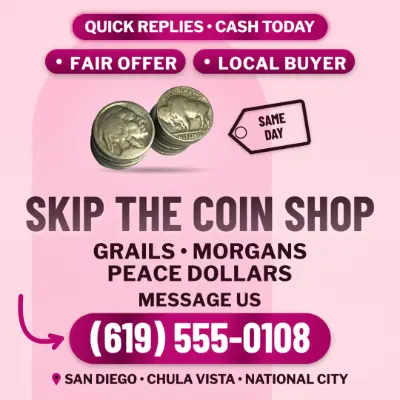 QUICK REPLIES • CASH TODAY
• FAIR OFFER
• LOCAL BUYER
SAME
DAY
SKIP THE COIN SHOP
GRAILS • MORGANS
PEACE DOLLARS
MESSAGE US
(619) 555-0108
SAN DIEGO • CHULA VISTA • NATIONAL CITY